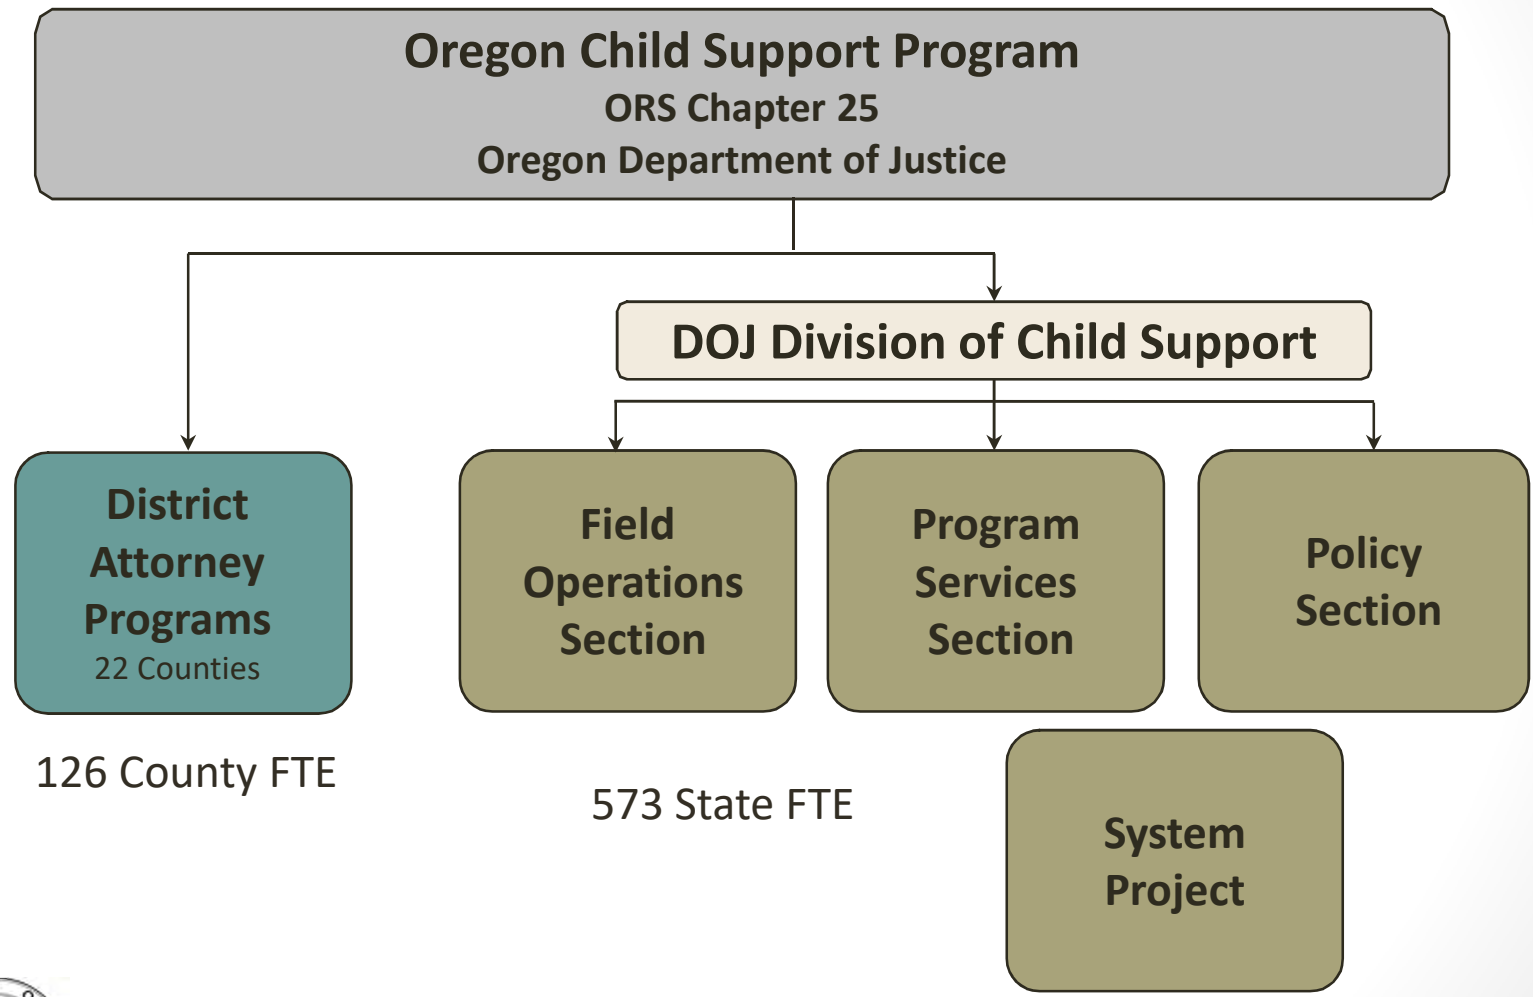 Oregon Child Support Program
ORS Chapter 25
Oregon Department of Justice
DOJ Division of Child Support
District
Attorney
Programs
22 Counties
Field
Operations
Section
Program
Services
Section
Policy
Section
126 County FTE
573 State FTE
System
Project